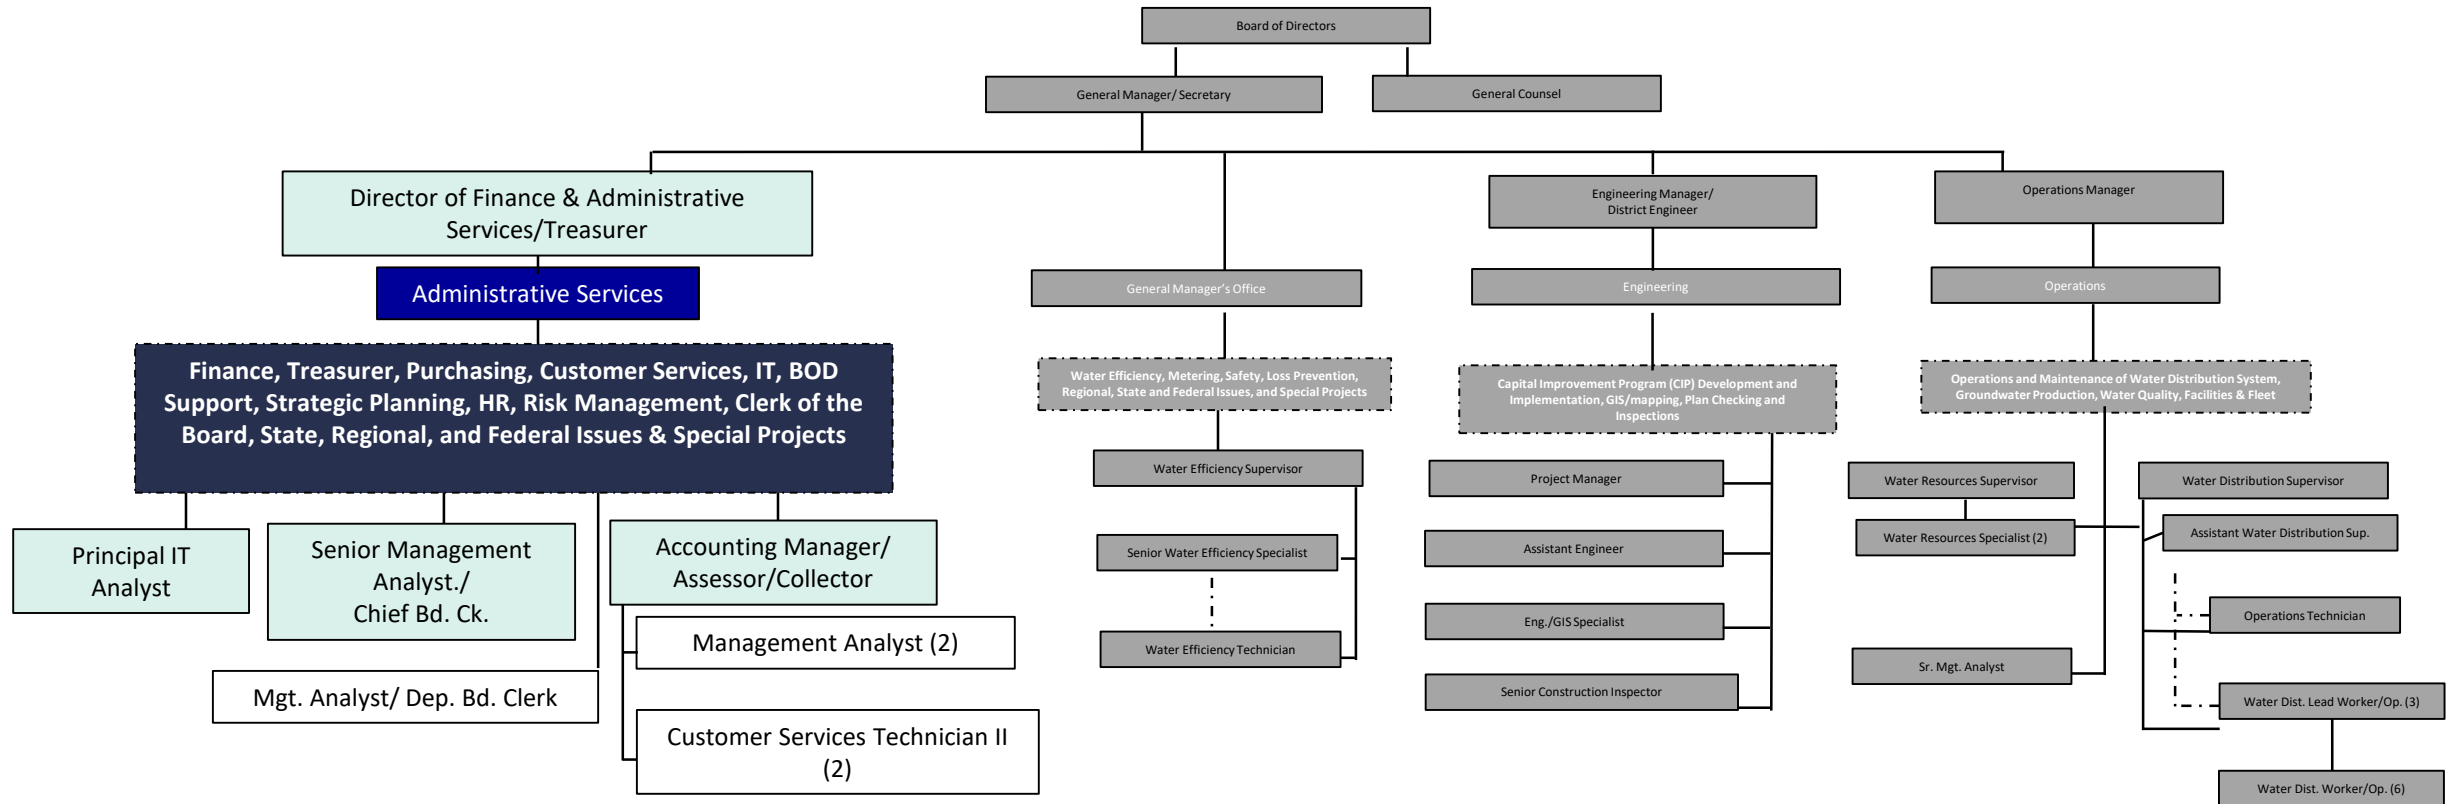 Board of Directors
General Manager/ Secretary
General Counsel
Director of Finance & Administrative
Services/Treasurer
Engineering Manager/
District Engineer
Operations Manager
Administrative Services
General Manager's Office
Engineering
Operations
Finance, Treasurer, Purchasing, Customer Services, IT, BOD
Support, Strategic Planning, HR, Risk Management, Clerk of the
Board, State, Regional, and Federal Issues & Special Projects
Water Efficiency, Metering, Safety, Loss Prevention,
Regional, State and Federal Issues, and Special Projects
Capital Improvement Program (CIP) Development and
Implementation, GIS/mapping, Plan Checking and
Inspections
Operations and Maintenance of Water Distribution System,
Groundwater Production, Water Quality, Facilities & Fleet
Principal IT
Analyst
Senior Management
Analyst./
Chief Bd. Ck.
Accounting Manager/
Assessor/Collector
Management Analyst (2)
Mgt. Analyst/ Dep. Bd. Clerk
Customer Services Technician II
(2)
Water Efficiency Supervisor
Senior Water Efficiency Specialist
Water Efficiency Technician
Project Manager
Assistant Engineer
Eng./GIS Specialist
Senior Construction Inspector
Water Resources Supervisor
Water Resources Specialist (2)
Sr. Mgt. Analyst
Water Distribution Supervisor
Assistant Water Distribution Sup.
Operations Technician
Water Dist. Lead Worker/Op. (3)
Water Dist. Worker/Op. (6)